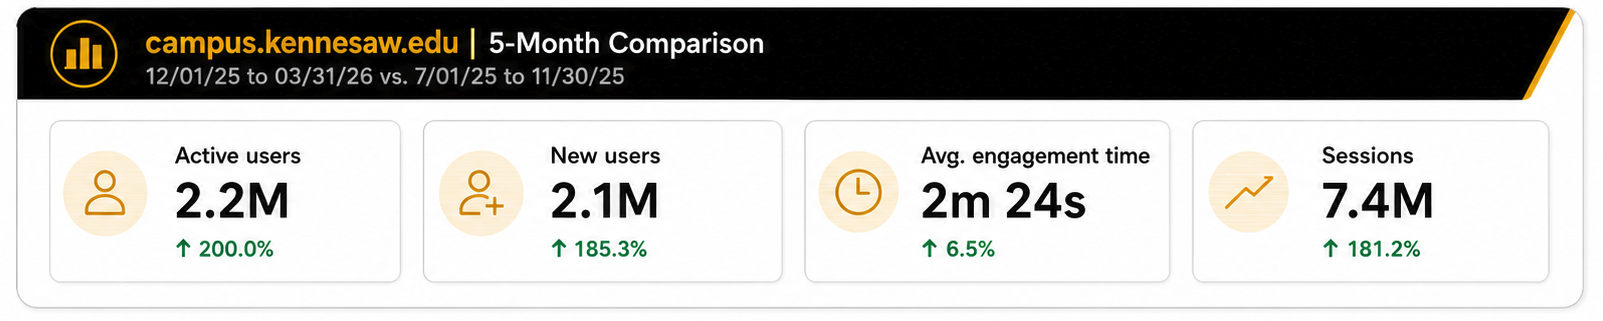 campus.kennesaw.edu | 5-Month Comparison
12/01/25 to 03/31/26 vs. 7/01/25 to 11/30/25
Active users
2.2M
↑ 200.0%
New users
2.1M
↑ 185.3%
Avg. engagement time
2m 24s
↑ 6.5%
Sessions
7.4M
↑ 181.2%